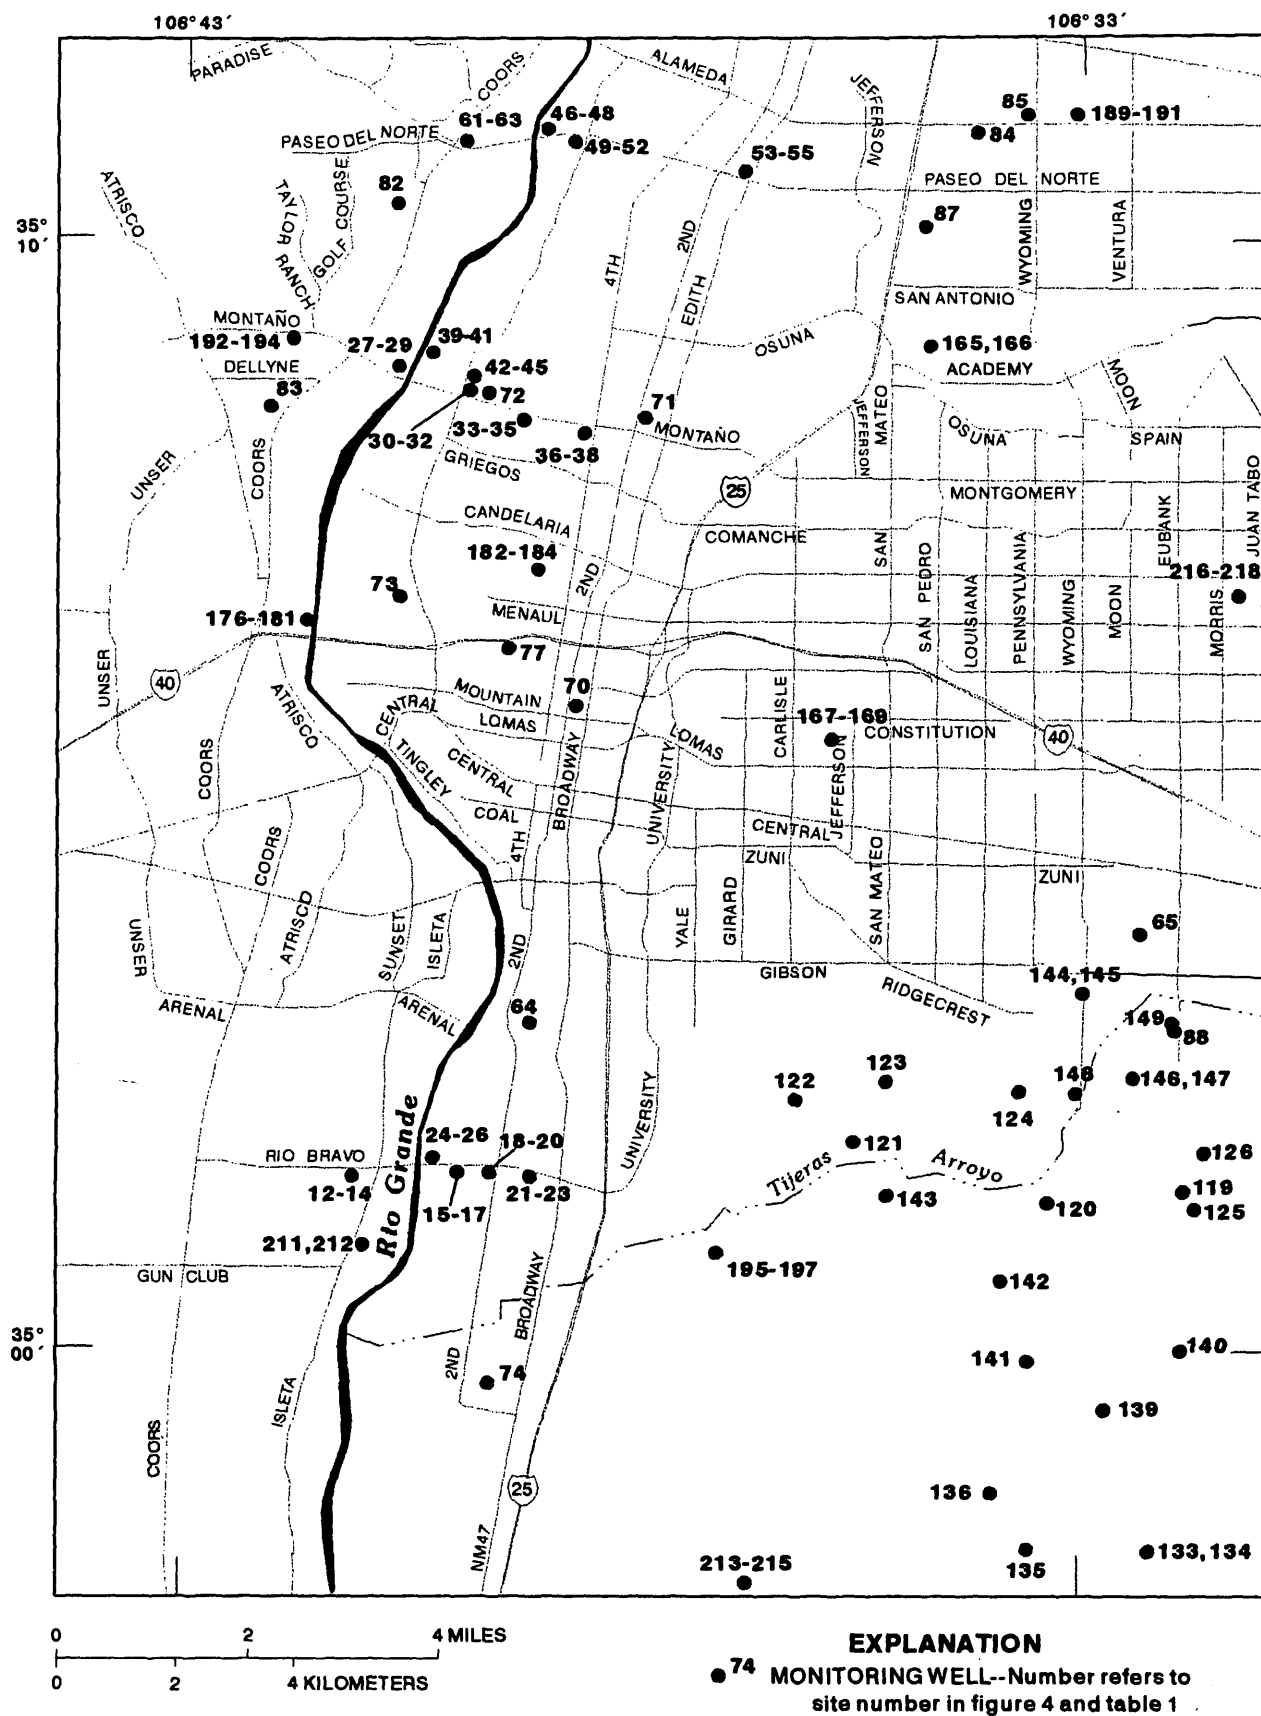 106° 43′
106° 33′
PARADISE
COORS
ALAMEDA
JEFFERSON
85
189-191
61-63
46-48
84
PASEO DEL NORTE
49-52
53-55
PASEO DEL NORTE
82
ATRISCO
TAYLOR RANCH
GOLF COURSE
87
WYOMING
VENTURA
35°
10′
2ND
4TH
EDITH
SAN ANTONIO
MONTAÑO
192-194
27-29
39-41
OSUNA
165,166
DELLYNE
42-45
ACADEMY
MOON
83
72
71
30-32
33-35
MONTAÑO
JEFFERSON
SAN MATEO
OSUNA
SPAIN
36-38
GRIEGOS
UNSER
COORS
25
MONTGOMERY
JUAN TABO
CANDELARIA
COMANCHE
EUBANK
182-184
2ND
SAN PEDRO
LOUISIANA
PENNSYLVANIA
WYOMING
MOON
216-218
73
MENAUL
MORRIS
176-181
77
UNSER
40
ATRISCO
MOUNTAIN
70
CENTRAL
LOMAS
CARLISLE
167-169
CONSTITUTION
40
LOMAS
COORS
TINGLEY
CENTRAL
BROADWAY
UNIVERSITY
JEFFERSON
COAL
4TH
CENTRAL
ZUNI
ZUNI
COORS
ATRISCO
SAN MATEO
GIRARD
YALE
65
UNSER
SUNSET
ISLETA
2ND
GIBSON
144,145
RIDGECREST
ARENAL
ARENAL
64
149
88
123
148
146,147
122
124
UNIVERSITY
Rio Grande
24-26
18-20
121
RIO BRAVO
Tijeras Arroyo
126
12-14
15-17
21-23
143
120
119
125
211,212
GUN CLUB
BROADWAY
195-197
142
35°
00′
141
140
2ND
74
139
ISLETA
COORS
25
136
NM47
213-215
135
133,134
0 2 4 MILES
0 2 4 KILOMETERS
EXPLANATION
74 MONITORING WELL--Number refers to
site number in figure 4 and table 1